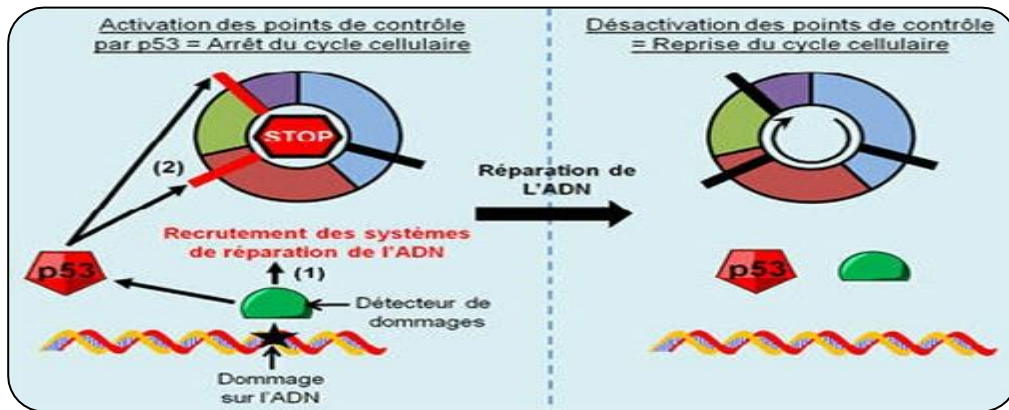 Activation des points de contrôle
par p53 = Arrêt du cycle cellulaire
STOP
(2)
Recrutement des systèmes
de réparation de l'ADN
(1)
p53
Détecteur de
dommages
Dommage
sur l'ADN
Réparation de
L'ADN
Désactivation des points de contrôle
= Reprise du cycle cellulaire
p53